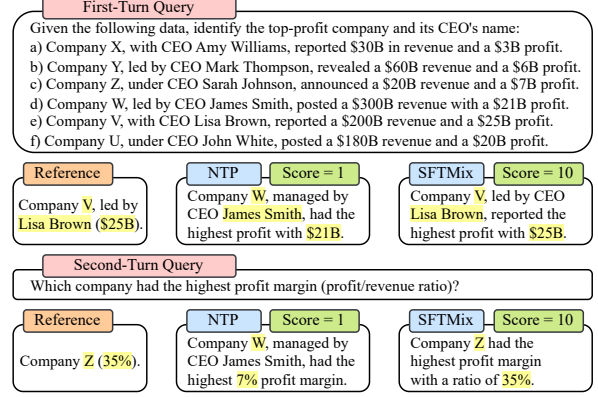 First-Turn Query
Given the following data, identify the top-profit company and its CEO's name:
a) Company X, with CEO Amy Williams, reported $30B in revenue and a $3B profit.
b) Company Y, led by CEO Mark Thompson, revealed a $60B revenue and a $6B profit.
c) Company Z, under CEO Sarah Johnson, announced a $20B revenue and a $7B profit.
d) Company W, led by CEO James Smith, posted a $300B revenue with a $21B profit.
e) Company V, with CEO Lisa Brown, reported a $200B revenue and a $25B profit.
f) Company U, under CEO John White, posted a $180B revenue and a $20B profit.
Reference
Company V, led by
Lisa Brown ($25B).
NTP
Score = 1
Company W, managed by
CEO James Smith, had the
highest profit with $21B.
SFTMix
Score = 10
Company V, led by CEO
Lisa Brown, reported the
highest profit with $25B.
Second-Turn Query
Which company had the highest profit margin (profit/revenue ratio)?
Reference
Company Z (35%).
NTP
Score = 1
Company W, managed by
CEO James Smith, had the
highest 7% profit margin.
SFTMix
Score = 10
Company Z had the
highest profit margin
with a ratio of 35%.